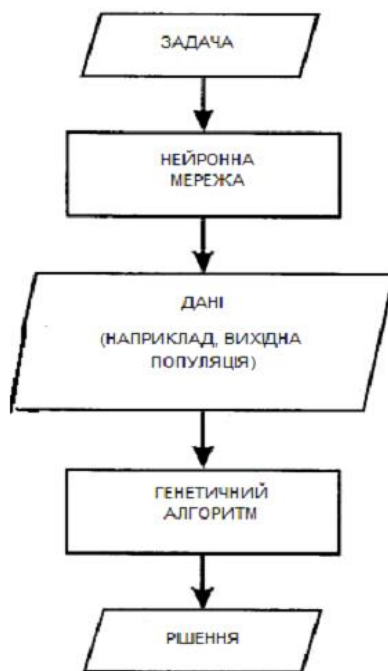 ЗАДАЧА
НЕЙРОННА
МЕРЕЖА
ДАНІ
(НАПРИКЛАД, ВИХІДНА
ПОПУЛЯЦІЯ)
ГЕНЕТИЧНИЙ
АЛГОРИТМ
РІШЕННЯ